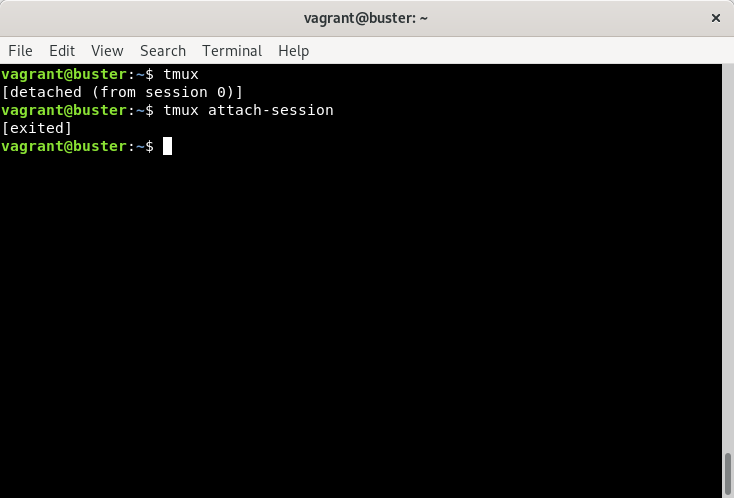 vagrant@buster: ~
File Edit View Search Terminal Help
vagrant@buster:~$ tmux
[detached (from session 0)]
vagrant@buster:~$ tmux attach-session
[exited]
vagrant@buster:~$